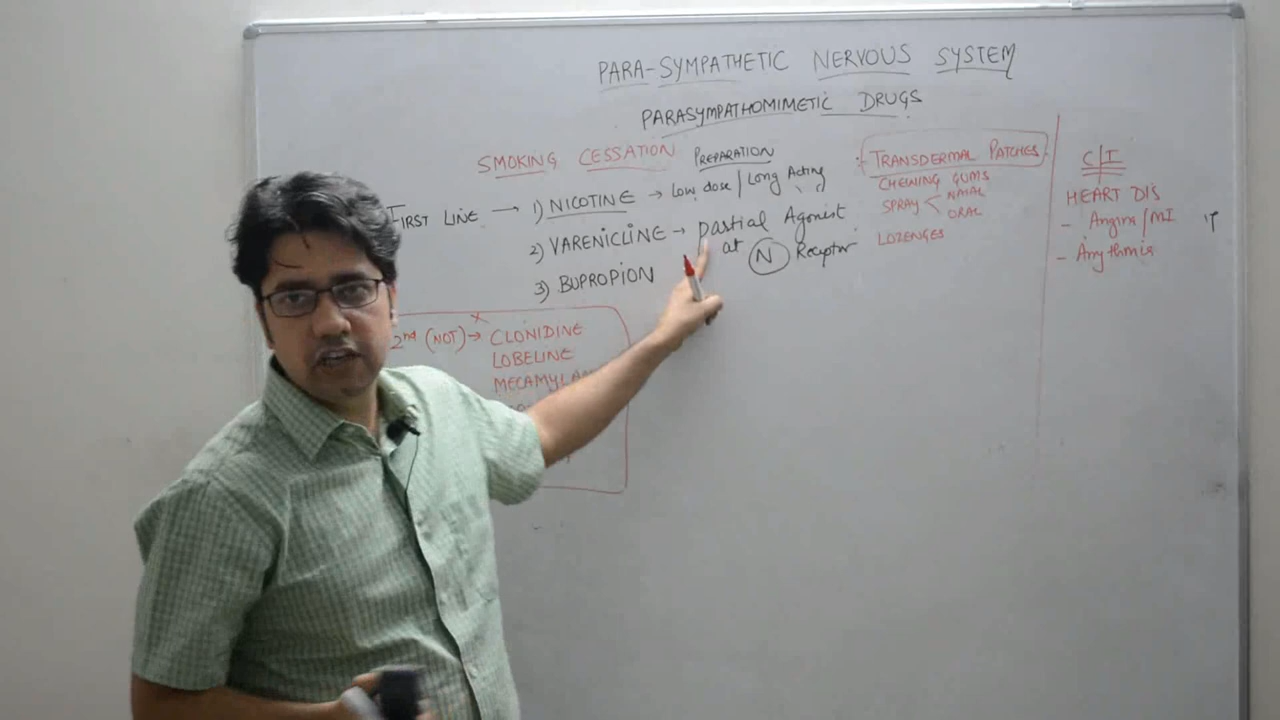 PARA-SYMPATHETIC NERVOUS SYSTEM
PARASYMPATHOMIMETIC DRUGS
SMOKING CESSATION PREPARATION
FIRST LINE → 1) NICOTINE → Low dose / Long Acting
2) VARENICLINE → partial Agonist
at N Receptor
3) BUPROPION
2nd (NOT) → CLONIDINE
LOBELINE
TRANSDERMAL PATCHES
CHEWING GUMS
SPRAY < NASAL
ORAL
LOZENGES
C/I
HEART DIS
- Angina / MI
- Arrythmia